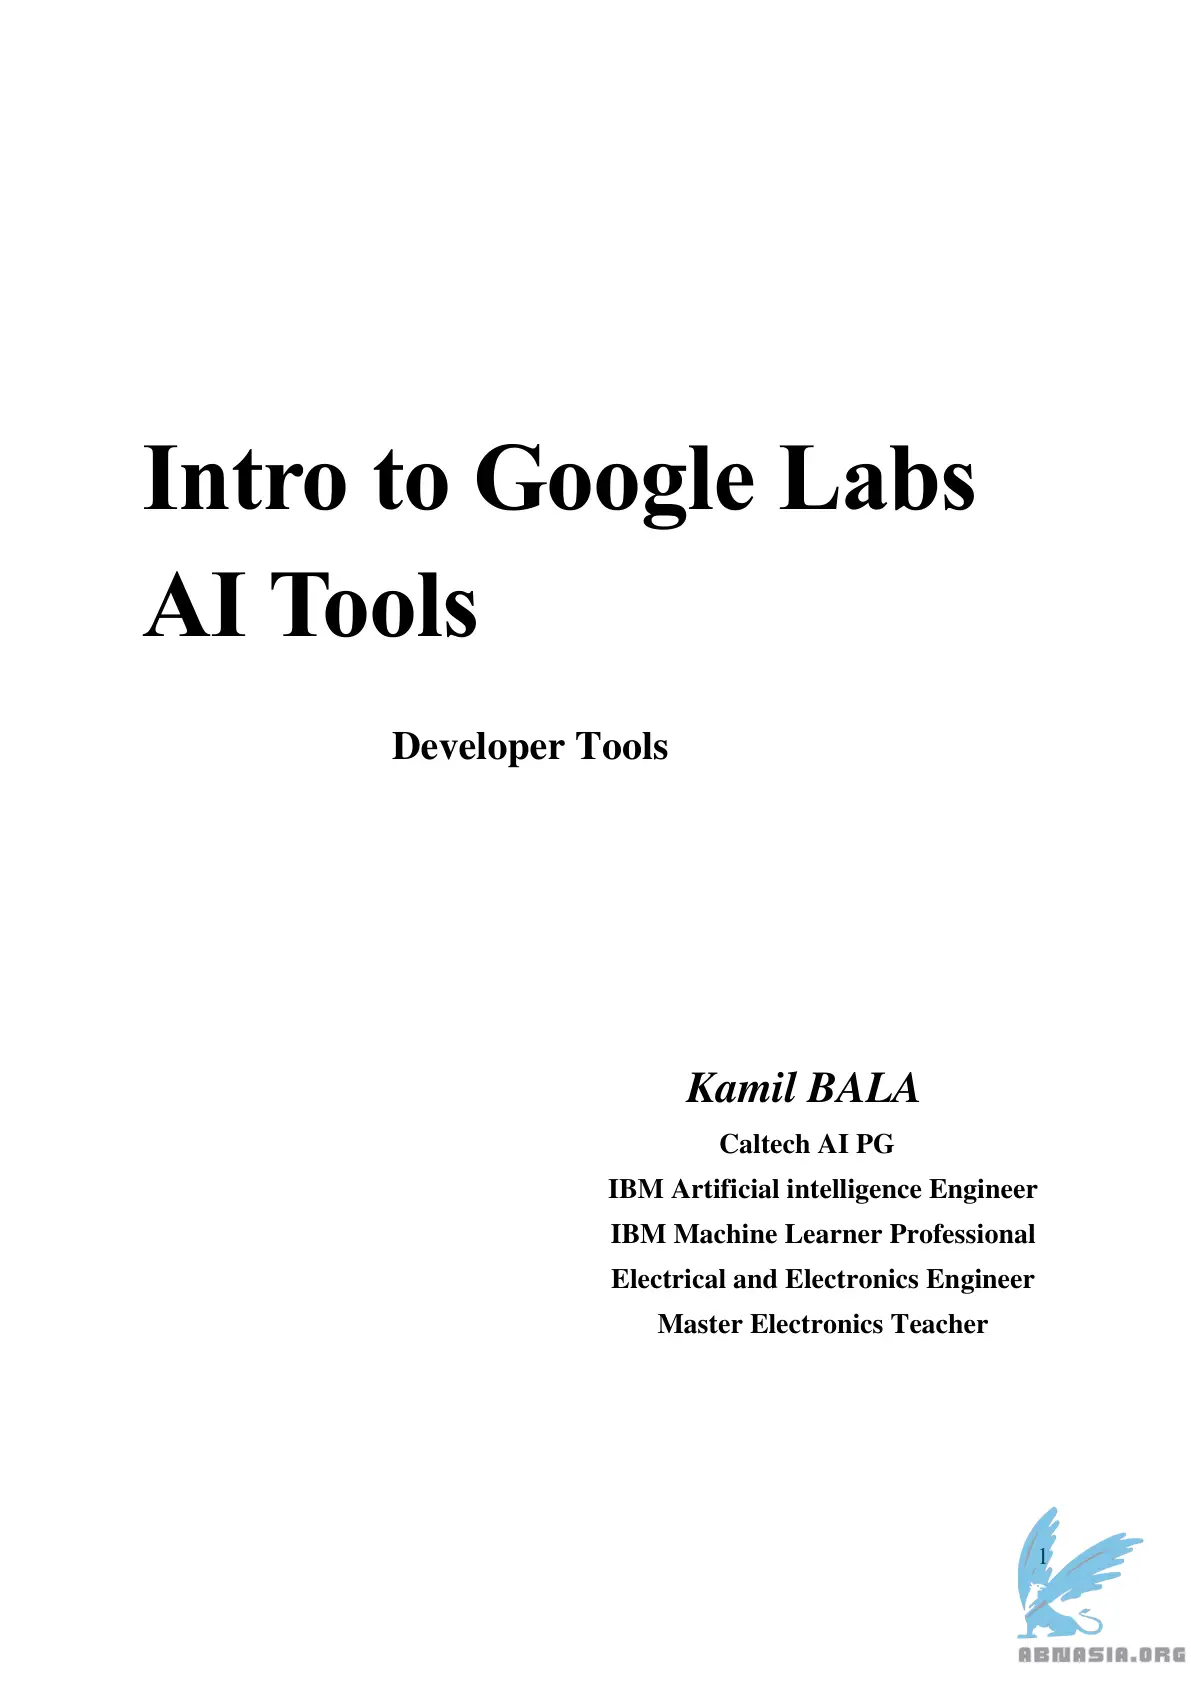 Intro to Google Labs
AI Tools
Developer Tools
Kamil BALA
Caltech AI PG
IBM Artificial intelligence Engineer
IBM Machine Learner Professional
Electrical and Electronics Engineer
Master Electronics Teacher
1
ABNASIA.ORG